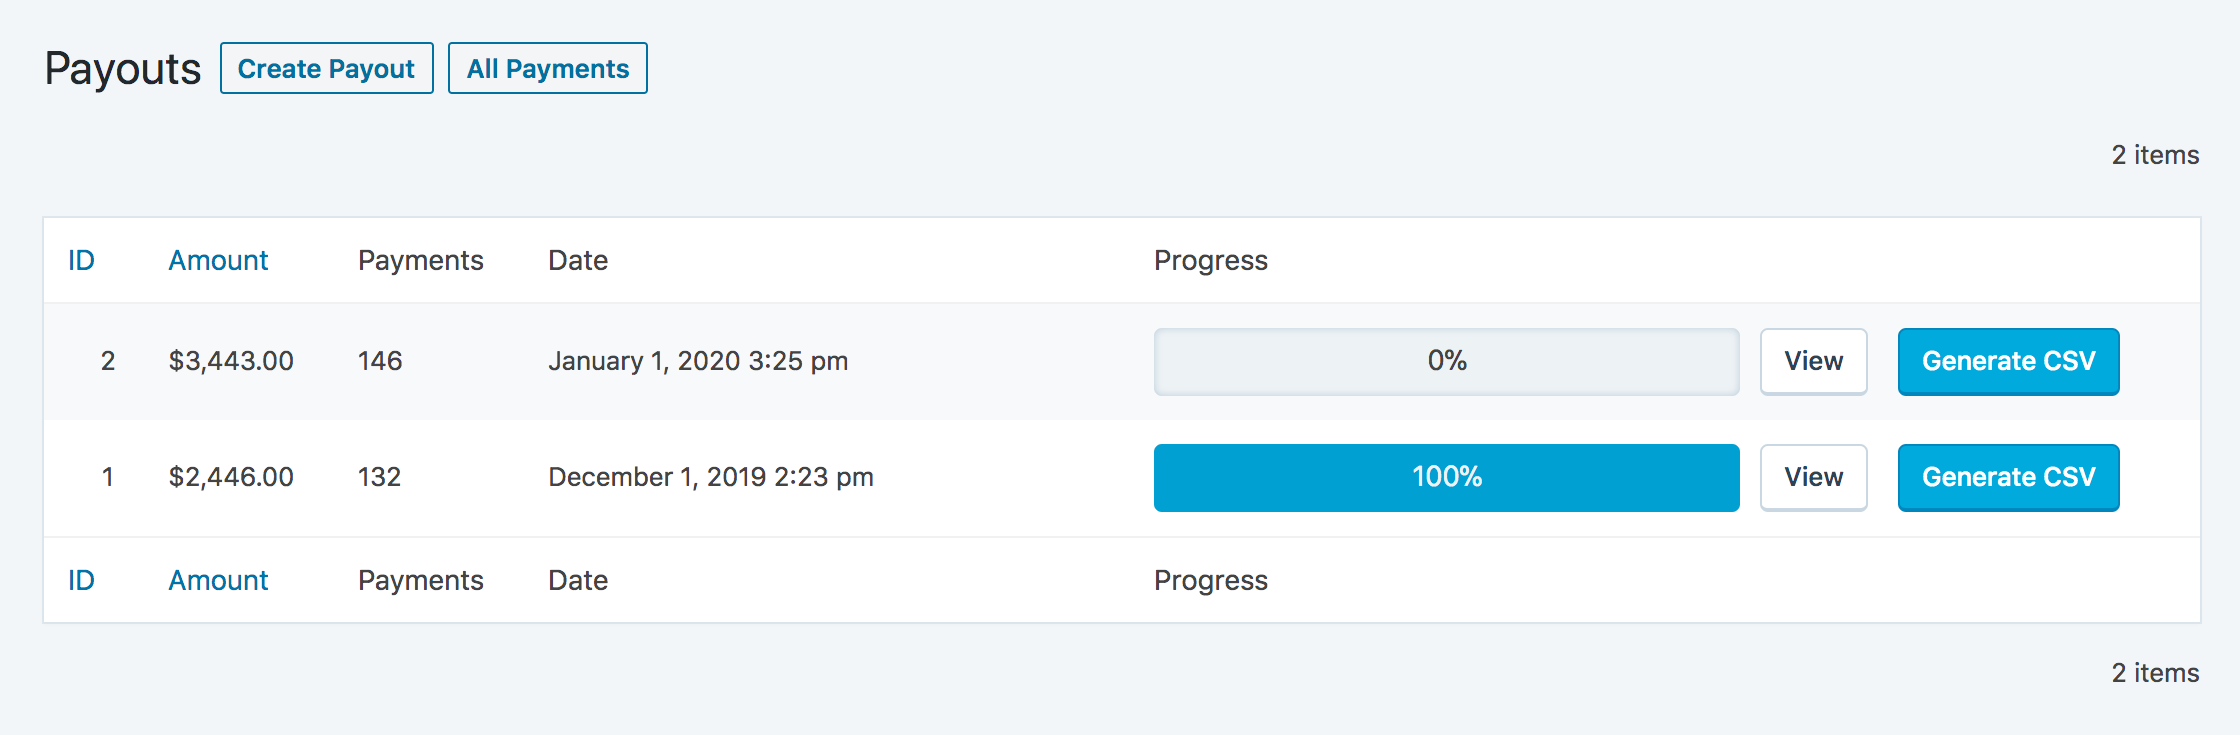 Payouts Create Payout All Payments
2 items
ID Amount Payments Date Progress
2 $3,443.00 146 January 1, 2020 3:25 pm 0% View Generate CSV
1 $2,446.00 132 December 1, 2019 2:23 pm 100% View Generate CSV
ID Amount Payments Date Progress
2 items